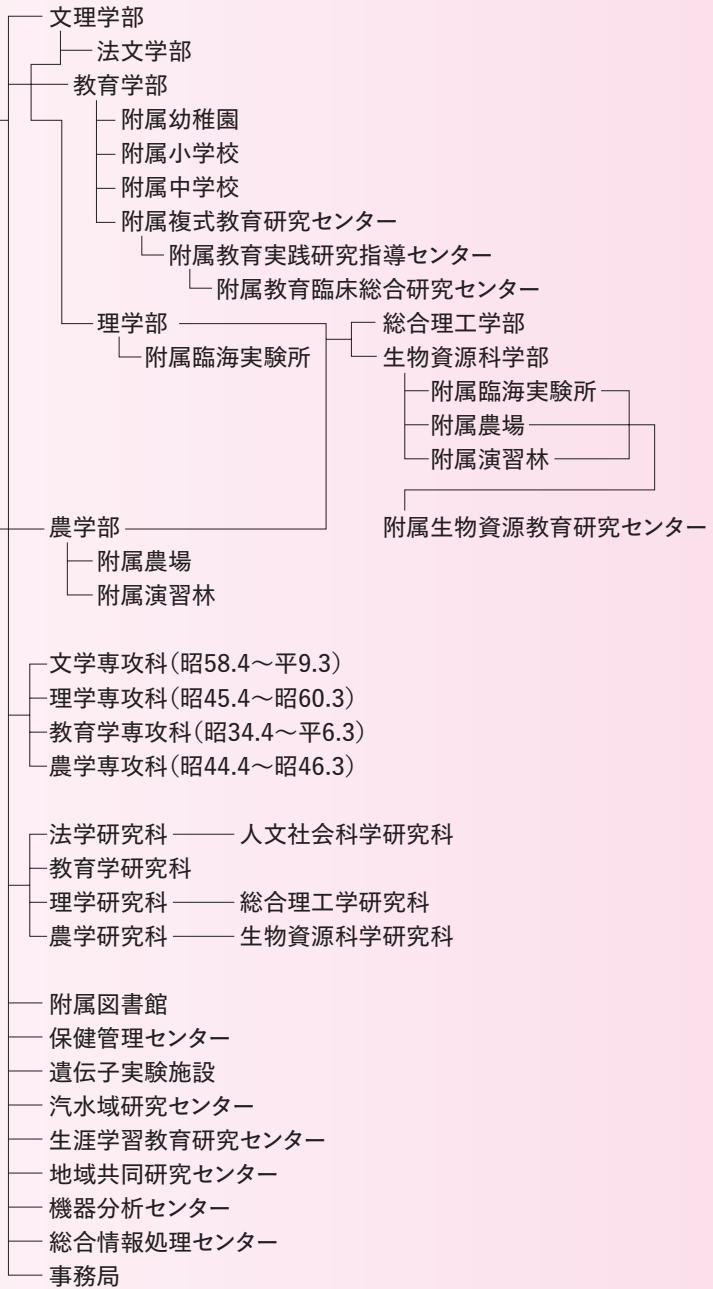 文理学部
法文学部
教育学部
附属幼稚園
附属小学校
附属中学校
附属複式教育研究センター
附属教育実践研究指導センター
附属教育臨床総合研究センター
理学部
総合理工学部
附属臨海実験所
生物資源科学部
附属臨海実験所
附属農場
附属演習林
農学部
附属生物資源教育研究センター
附属農場
附属演習林
文学専攻科(昭58.4～平9.3)
理学専攻科(昭45.4～昭60.3)
教育学専攻科(昭34.4～平6.3)
農学専攻科(昭44.4～昭46.3)
法学研究科 人文社会科学研究科
教育学研究科
理学研究科 総合理工学研究科
農学研究科 生物資源科学研究科
附属図書館
保健管理センター
遺伝子実験施設
汽水域研究センター
生涯学習教育研究センター
地域共同研究センター
機器分析センター
総合情報処理センター
事務局